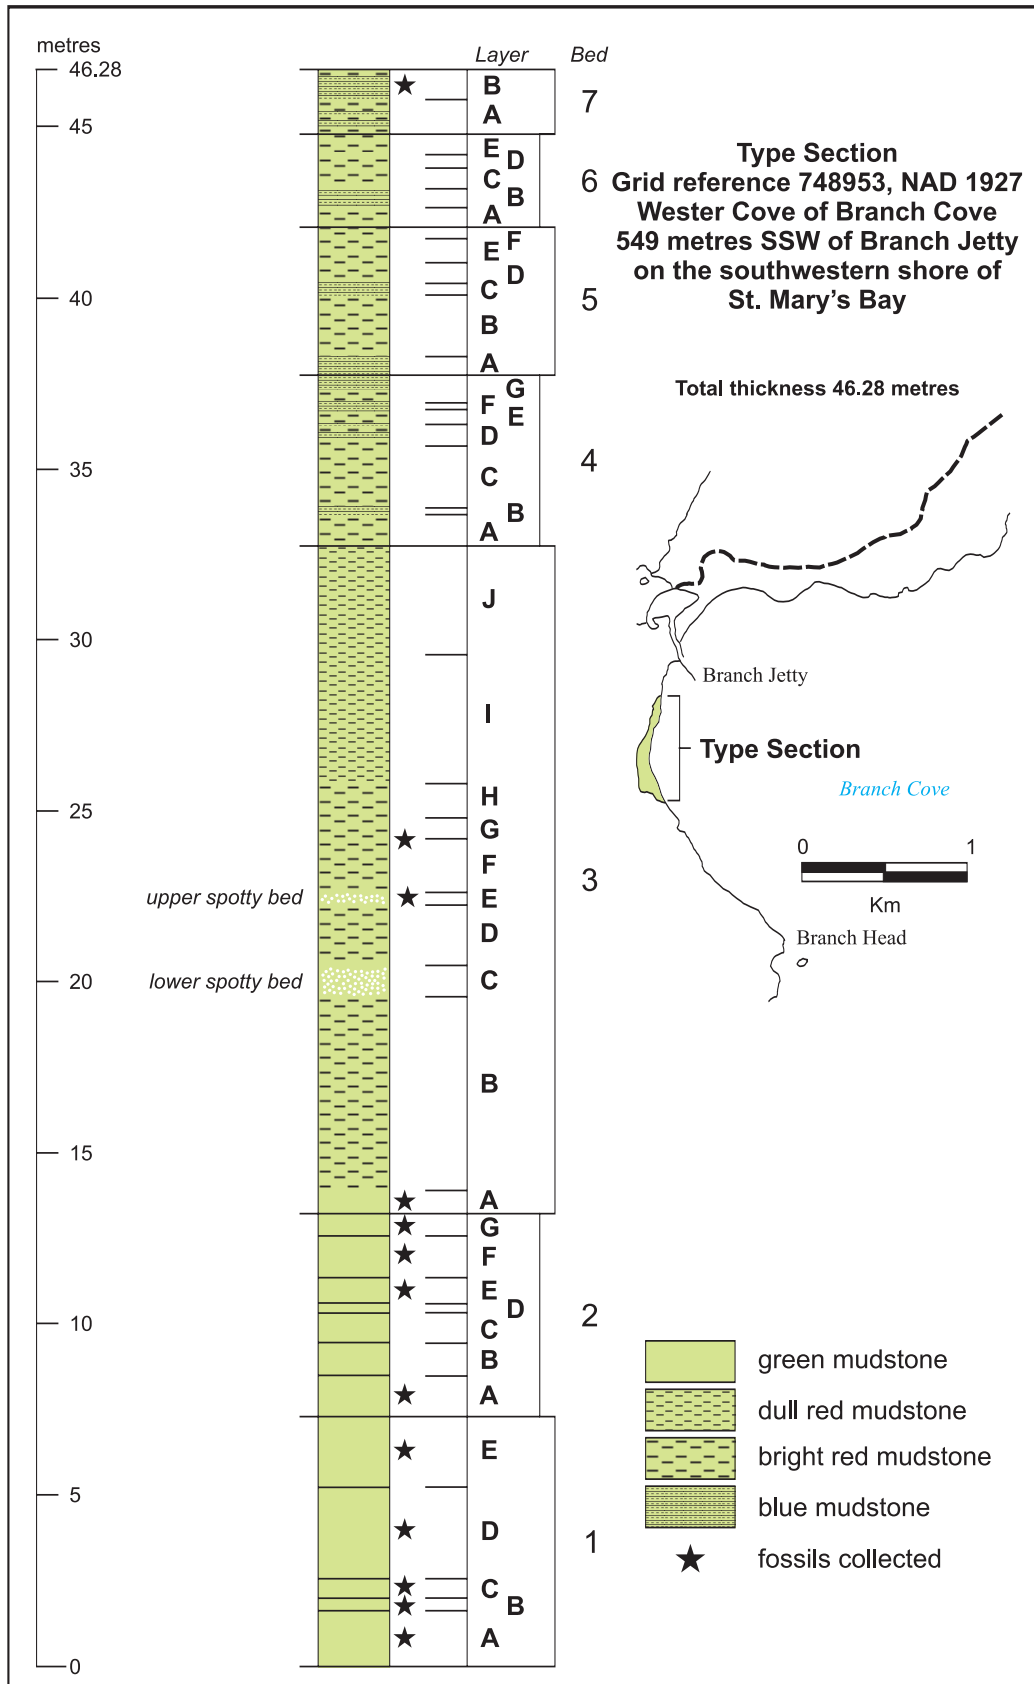 metres
46.28
45
40
35
30
25
20
15
10
5
0
upper spotty bed
lower spotty bed
Layer
Bed
B
A
7
E
D
C
B
A
6
F
E
D
C
B
A
5
G
F
E
D
C
B
A
4
J
I
H
G
F
E
D
C
B
A
3
G
F
E
D
C
B
A
2
E
D
C
B
A
1
Type Section
Grid reference 748953, NAD 1927
Wester Cove of Branch Cove
549 metres SSW of Branch Jetty
on the southwestern shore of
St. Mary's Bay
Total thickness 46.28 metres
Branch Jetty
Type Section
Branch Cove
0 1
Km
Branch Head
green mudstone
dull red mudstone
bright red mudstone
blue mudstone
fossils collected